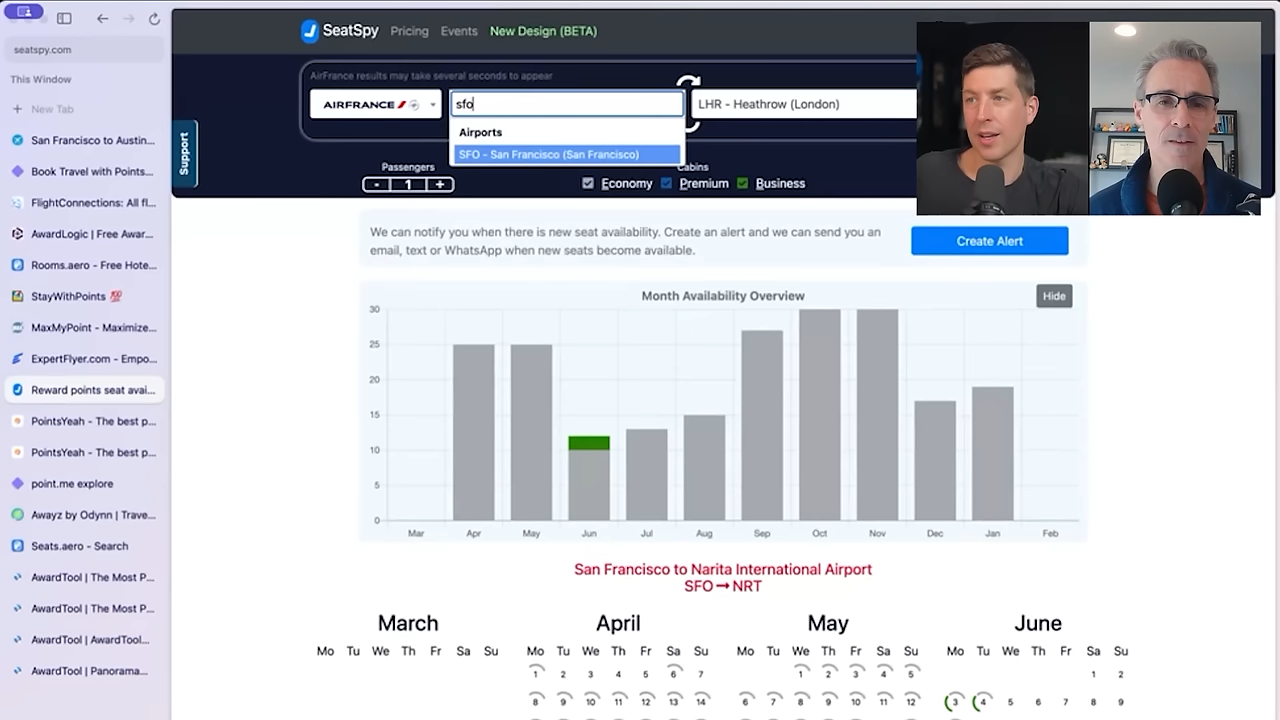 seatspy.com
This Window
New Tab
San Francisco to Austin...
Book Travel with Points...
FlightConnections: All fl...
AwardLogic | Free Awar...
Rooms.aero - Free Hote...
StayWithPoints 💯
MaxMyPoint - Maximize...
ExpertFlyer.com - Empo...
Reward points seat avai...
PointsYeah - The best p...
PointsYeah - The best p...
point.me explore
Awayz by Odynn | Trave...
Seats.aero - Search
AwardTool | The Most P...
AwardTool | The Most P...
AwardTool | AwardTool...
AwardTool | Panorama...
SeatSpy Pricing Events New Design (BETA)
AirFrance results may take several seconds to appear
AIRFRANCE sfo LHR - Heathrow (London)
Airports
SFO - San Francisco (San Francisco)
Support
Passengers
- 1 +
Cabins
Economy Premium Business
We can notify you when there is new seat availability. Create an alert and we can send you an
email, text or WhatsApp when new seats become available.
Create Alert
Month Availability Overview
Hide
30
25
20
15
10
5
0
Mar Apr May Jun Jul Aug Sep Oct Nov Dec Jan Feb
San Francisco to Narita International Airport
SFO ➞ NRT
March April May June
Mo Tu We Th Fr Sa Su Mo Tu We Th Fr Sa Su Mo Tu We Th Fr Sa Su Mo Tu We Th Fr Sa Su
1 2 3 4 5 6 7 1 2 3 4 5 1 2
8 9 10 11 12 13 14 6 7 8 9 10 11 12 3 4 5 6 7 8 9